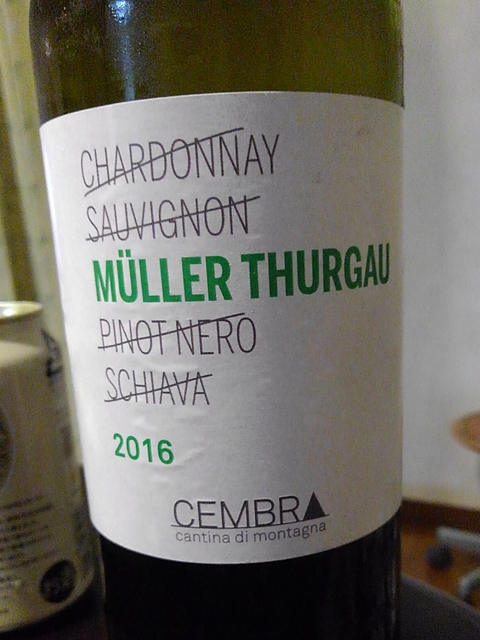 CHARDONNAY
SAUVIGNON
MÜLLER THURGAU
PINOT NERO
SCHIAVA
2016
CEMBRA
cantina di montagna